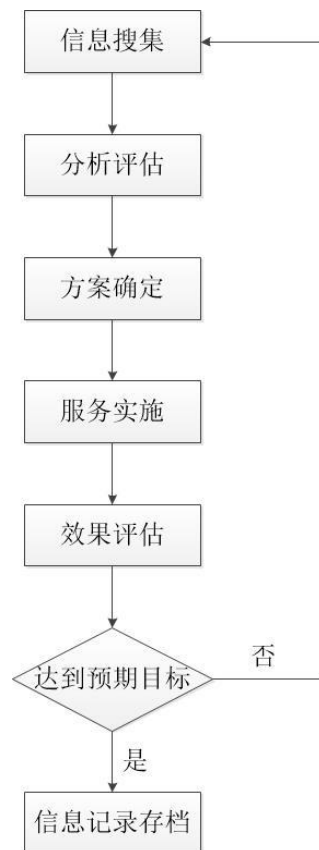 信息搜集
分析评估
方案确定
服务实施
效果评估
达到预期目标
否
是
信息记录存档